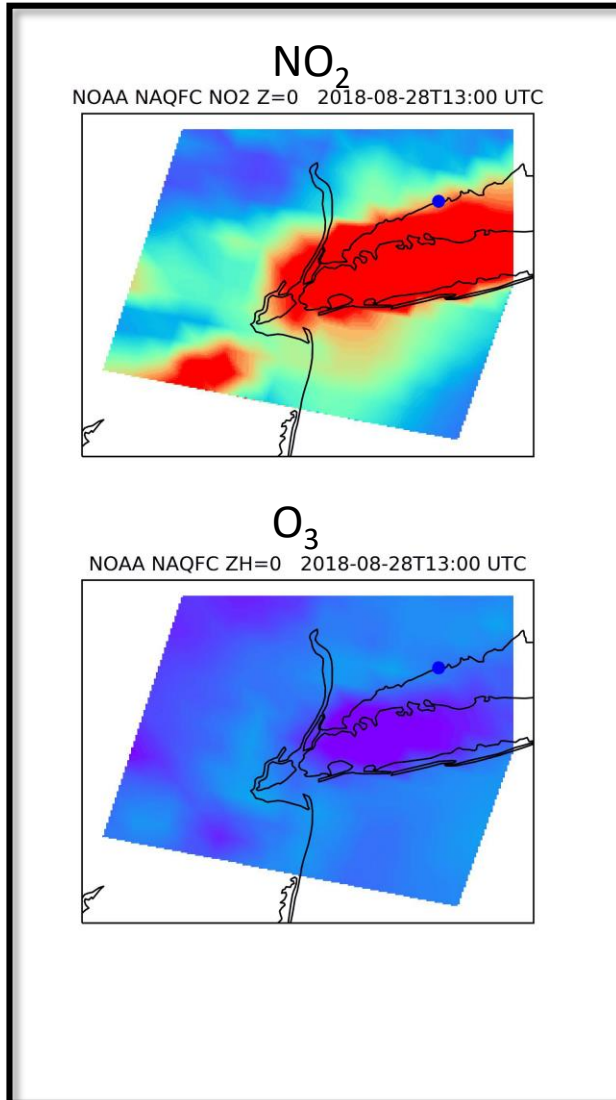 NO₂
NOAA NAQFC NO2 Z=0 2018-08-28T13:00 UTC
O₃
NOAA NAQFC ZH=0 2018-08-28T13:00 UTC